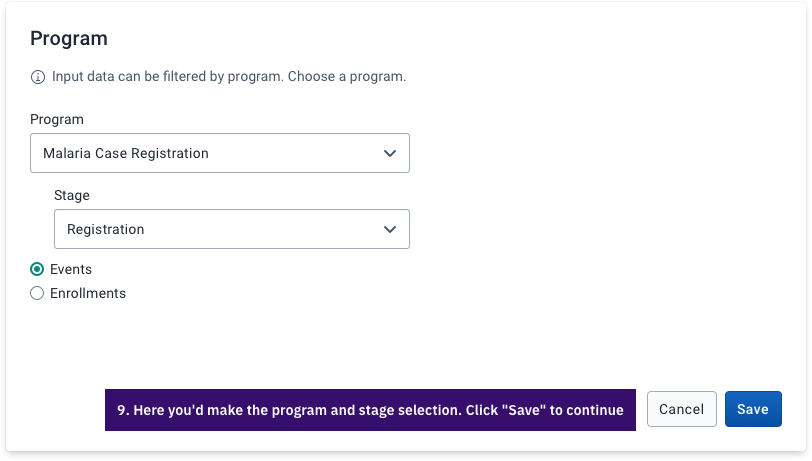 Program
Input data can be filtered by program. Choose a program.
Program
Malaria Case Registration
Stage
Registration
Events
Enrollments
9. Here you'd make the program and stage selection. Click "Save" to continue
Cancel
Save